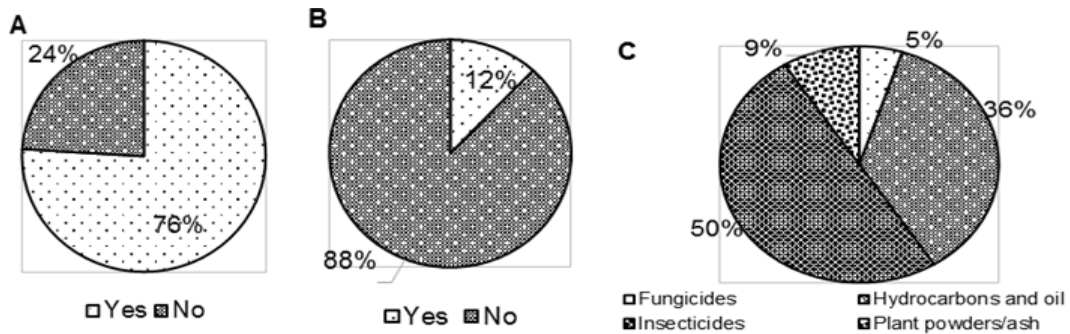 A
24%
76%
Yes No
B
12%
88%
Yes No
C
9%
5%
36%
50%
Fungicides Hydrocarbons and oil
Insecticides Plant powders/ash